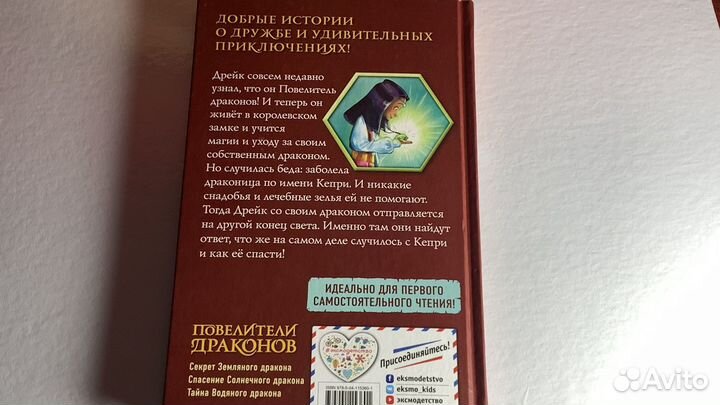 ДОБРЫЕ ИСТОРИИ
О ДРУЖБЕ И УДИВИТЕЛЬНЫХ
ПРИКЛЮЧЕНИЯХ!
Дрейк совсем недавно
узнал, что он Повелитель
драконов! И теперь он
живёт в королевском
замке и учится
магии и уходу за своим
собственным драконом.
Но случилась беда: заболела
драконица по имени Кепри. И никакие
снадобья и лечебные зелья ей не помогают.
Тогда Дрейк со своим драконом отправляется
на другой конец света. Именно там они найдут
ответ, что же на самом деле случилось с Кепри
и как её спасти!
ИДЕАЛЬНО ДЛЯ ПЕРВОГО
САМОСТОЯТЕЛЬНОГО ЧТЕНИЯ!
ПОВЕЛИТЕЛИ
ДРАКОНОВ
Секрет Земляного дракона
Спасение Солнечного дракона
Тайна Водяного дракона
#эксмодетство
Присоединяйтесь!
eksmodetstvo
eksmo_kids
эксмодетство
Avito